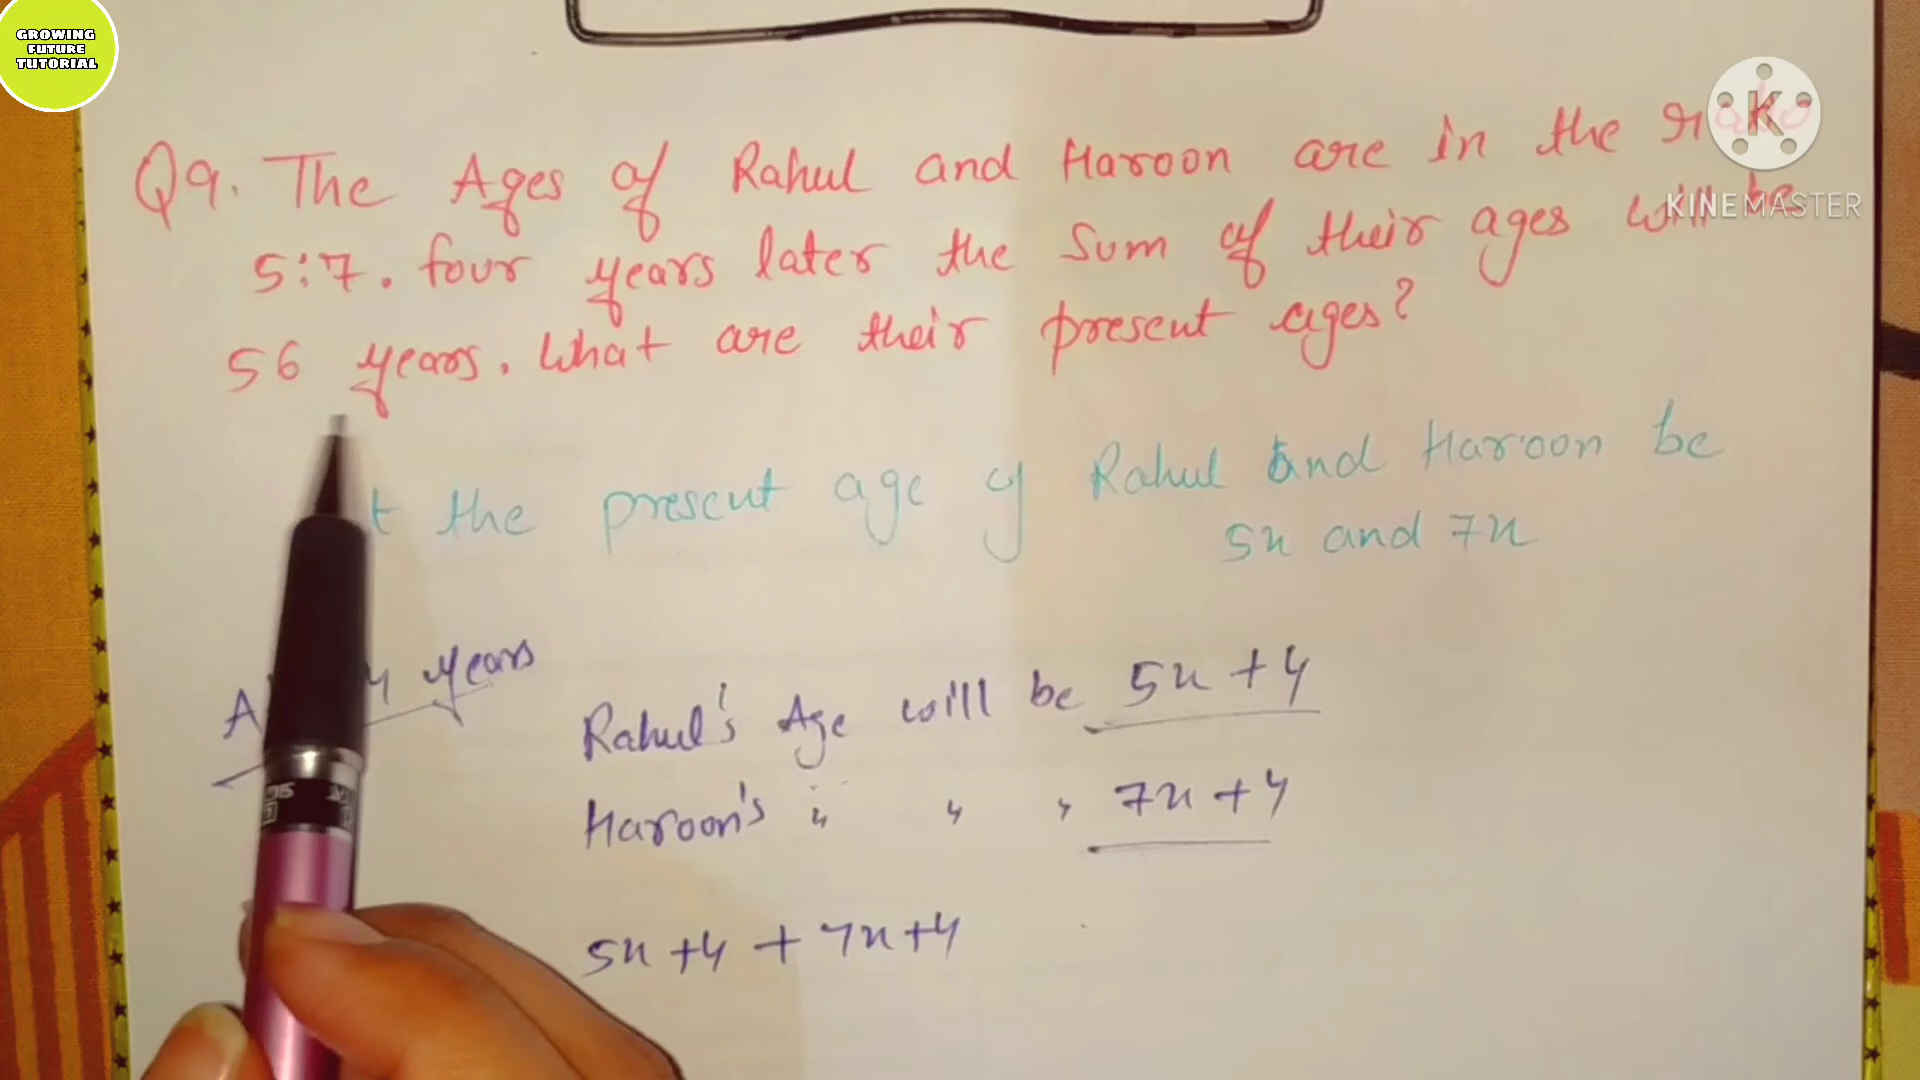 GROWING
FUTURE
TUTORIAL
K
KINEMASTER
Q9. The Ages of Rahul and Haroon are in the
5:7. four years later the sum of their ages will be
56 years. What are their present ages?
the present age of Rahul and Haroon be
5x and 7x
4 years
Rahul's Age will be 5x + 4
Haroon's " " " 7x + 4
5x + 4 + 7x + 4